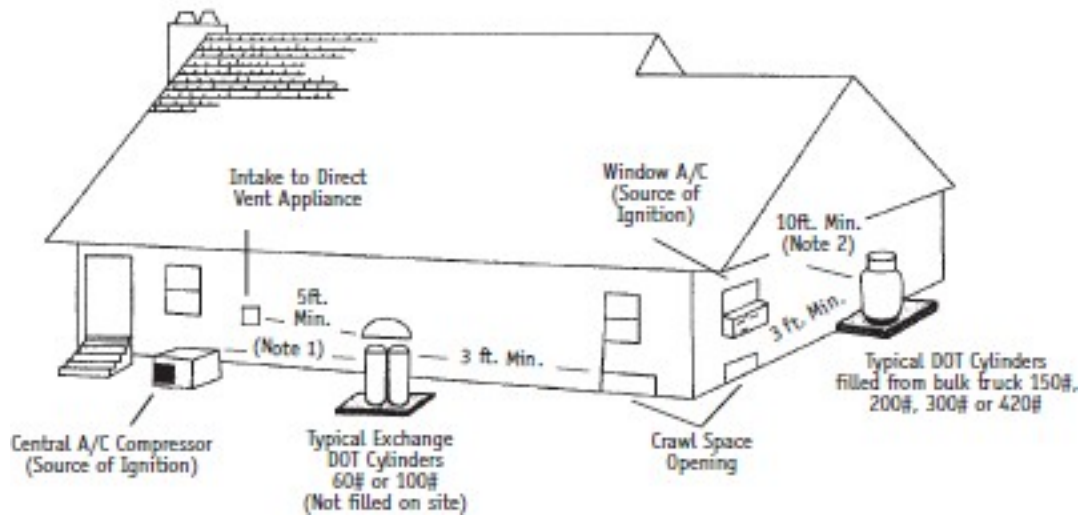 Intake to Direct
Vent Appliance
Window A/C
(Source of
Ignition)
10ft. Min.
(Note 2)
5ft.
Min.
(Note 1)
3 ft. Min.
3 ft. Min.
Central A/C Compressor
(Source of Ignition)
Typical Exchange
DOT Cylinders
60# or 100#
(Not filled on site)
Crawl Space
Opening
Typical DOT Cylinders
filled from bulk truck 150#,
200#, 300# or 420#